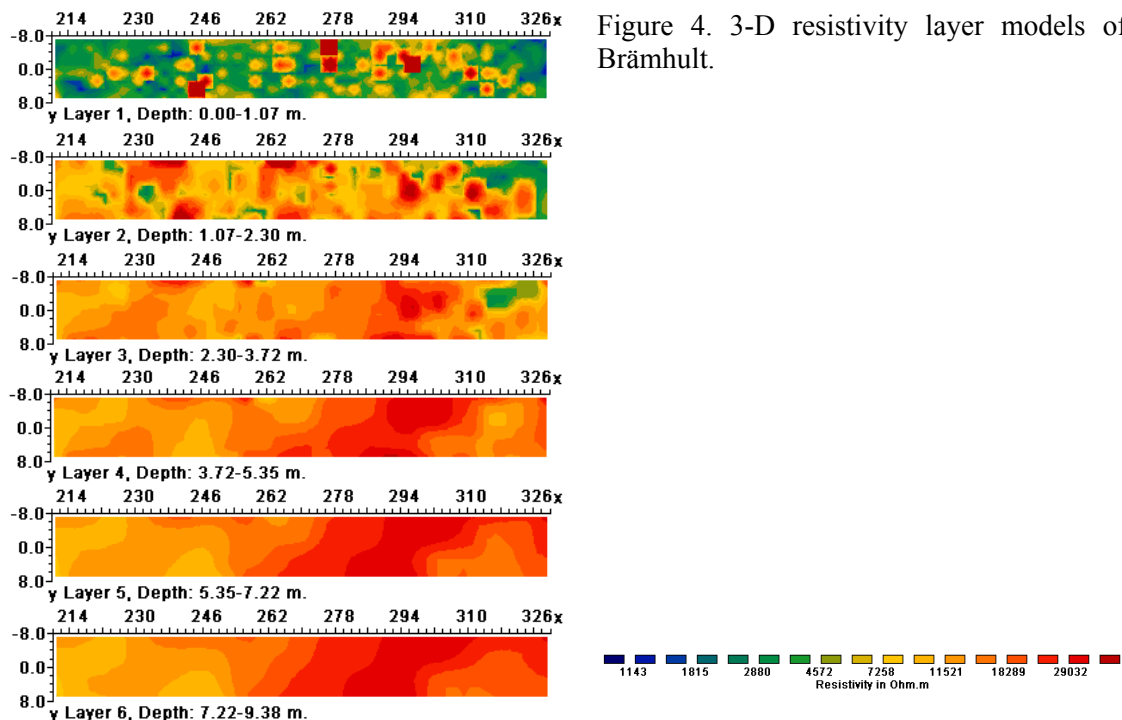 214 230 246 262 278 294 310 326x
-8.0
0.0
8.0
y Layer 1, Depth: 0.00-1.07 m.
214 230 246 262 278 294 310 326x
-8.0
0.0
8.0
y Layer 2, Depth: 1.07-2.30 m.
214 230 246 262 278 294 310 326x
-8.0
0.0
8.0
y Layer 3, Depth: 2.30-3.72 m.
214 230 246 262 278 294 310 326x
-8.0
0.0
8.0
y Layer 4, Depth: 3.72-5.35 m.
214 230 246 262 278 294 310 326x
-8.0
0.0
8.0
y Layer 5, Depth: 5.35-7.22 m.
214 230 246 262 278 294 310 326x
-8.0
0.0
8.0
y Layer 6, Depth: 7.22-9.38 m.
Figure 4. 3-D resistivity layer models of
Brämhult.
1143 1815 2880 4572 7258 11521 18289 29032
Resistivity in Ohm.m